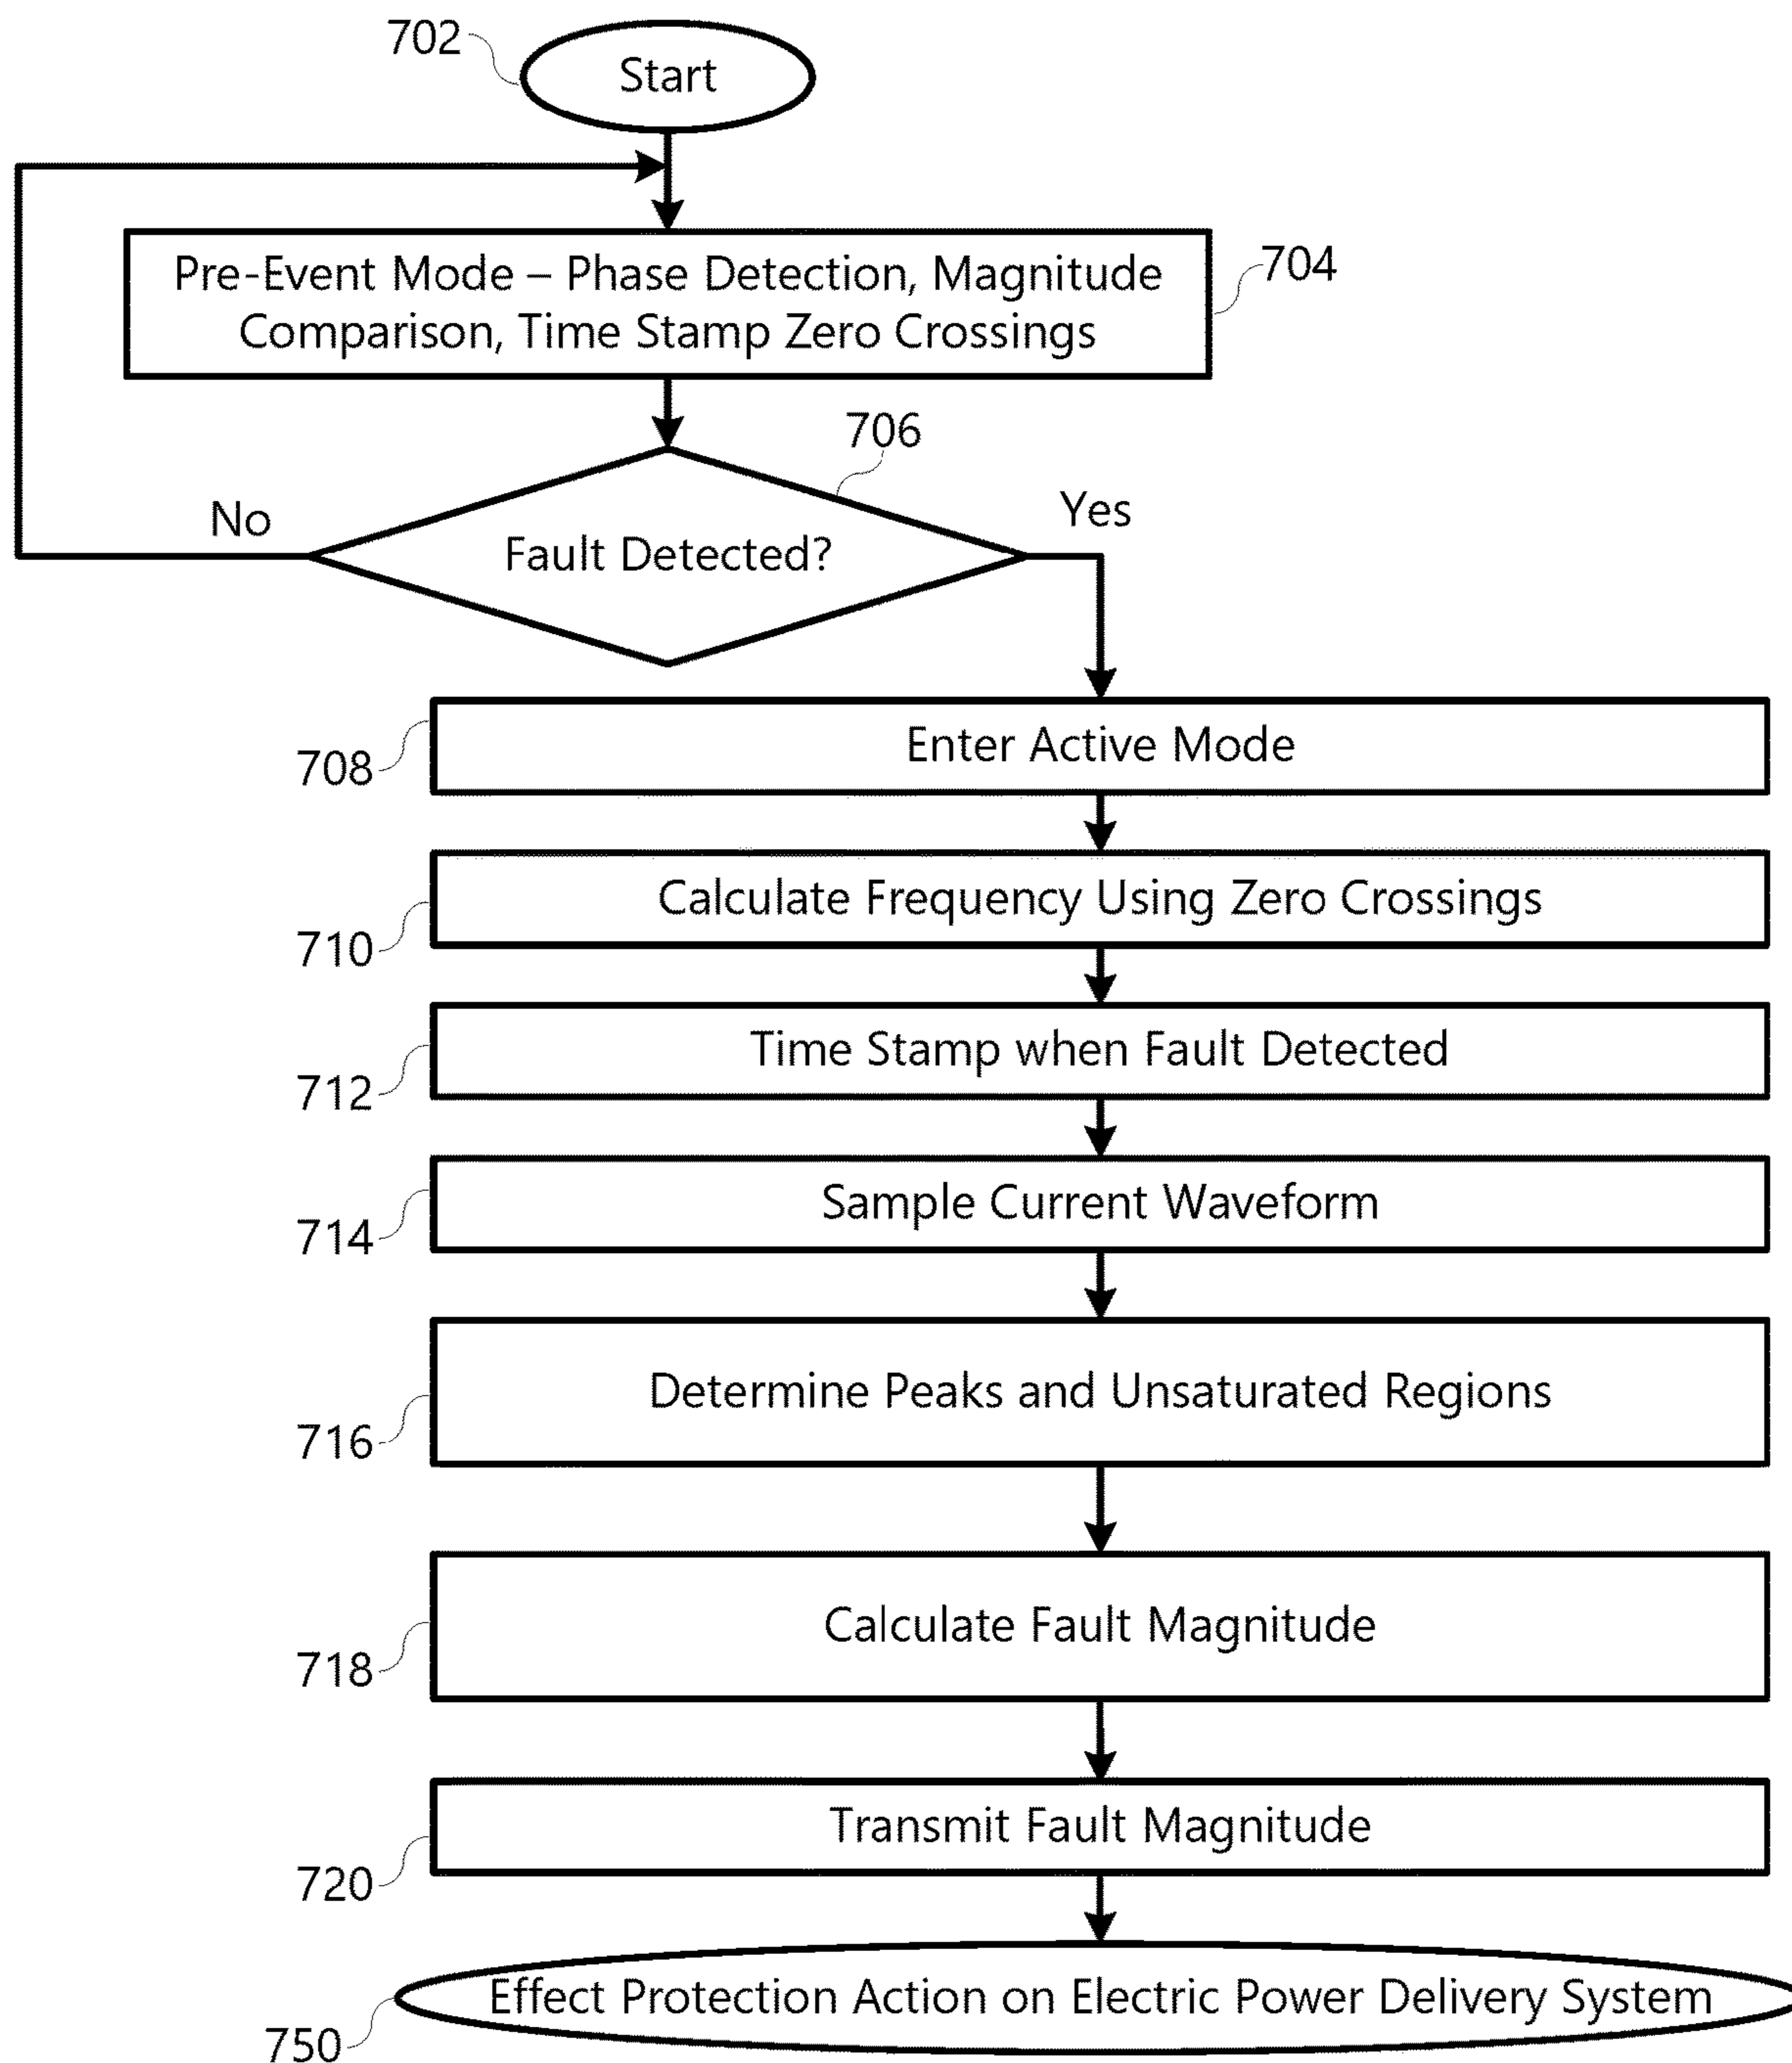 702
Start
Pre-Event Mode – Phase Detection, Magnitude
Comparison, Time Stamp Zero Crossings
704
706
No
Yes
Fault Detected?
Enter Active Mode
708
Calculate Frequency Using Zero Crossings
710
Time Stamp when Fault Detected
712
Sample Current Waveform
714
Determine Peaks and Unsaturated Regions
716
Calculate Fault Magnitude
718
Transmit Fault Magnitude
720
Effect Protection Action on Electric Power Delivery System
750